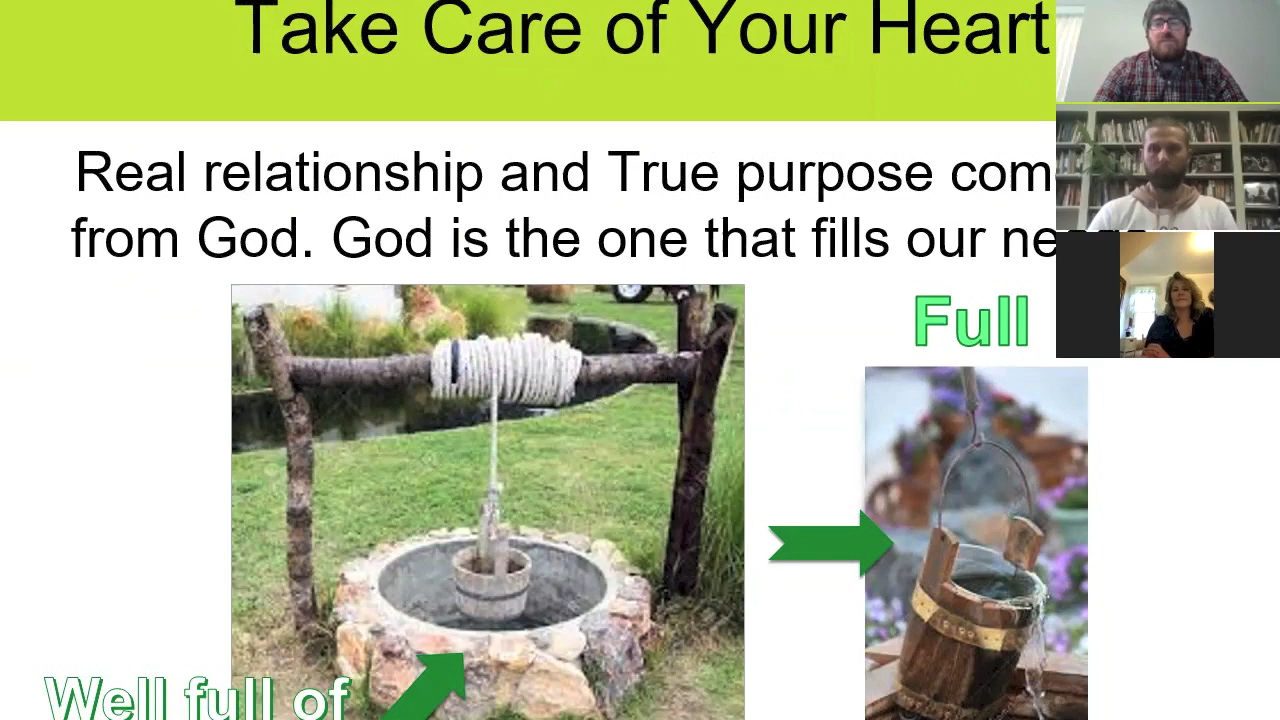 Take Care of Your Heart
Real relationship and True purpose com
from God. God is the one that fills our
Full
Well full of